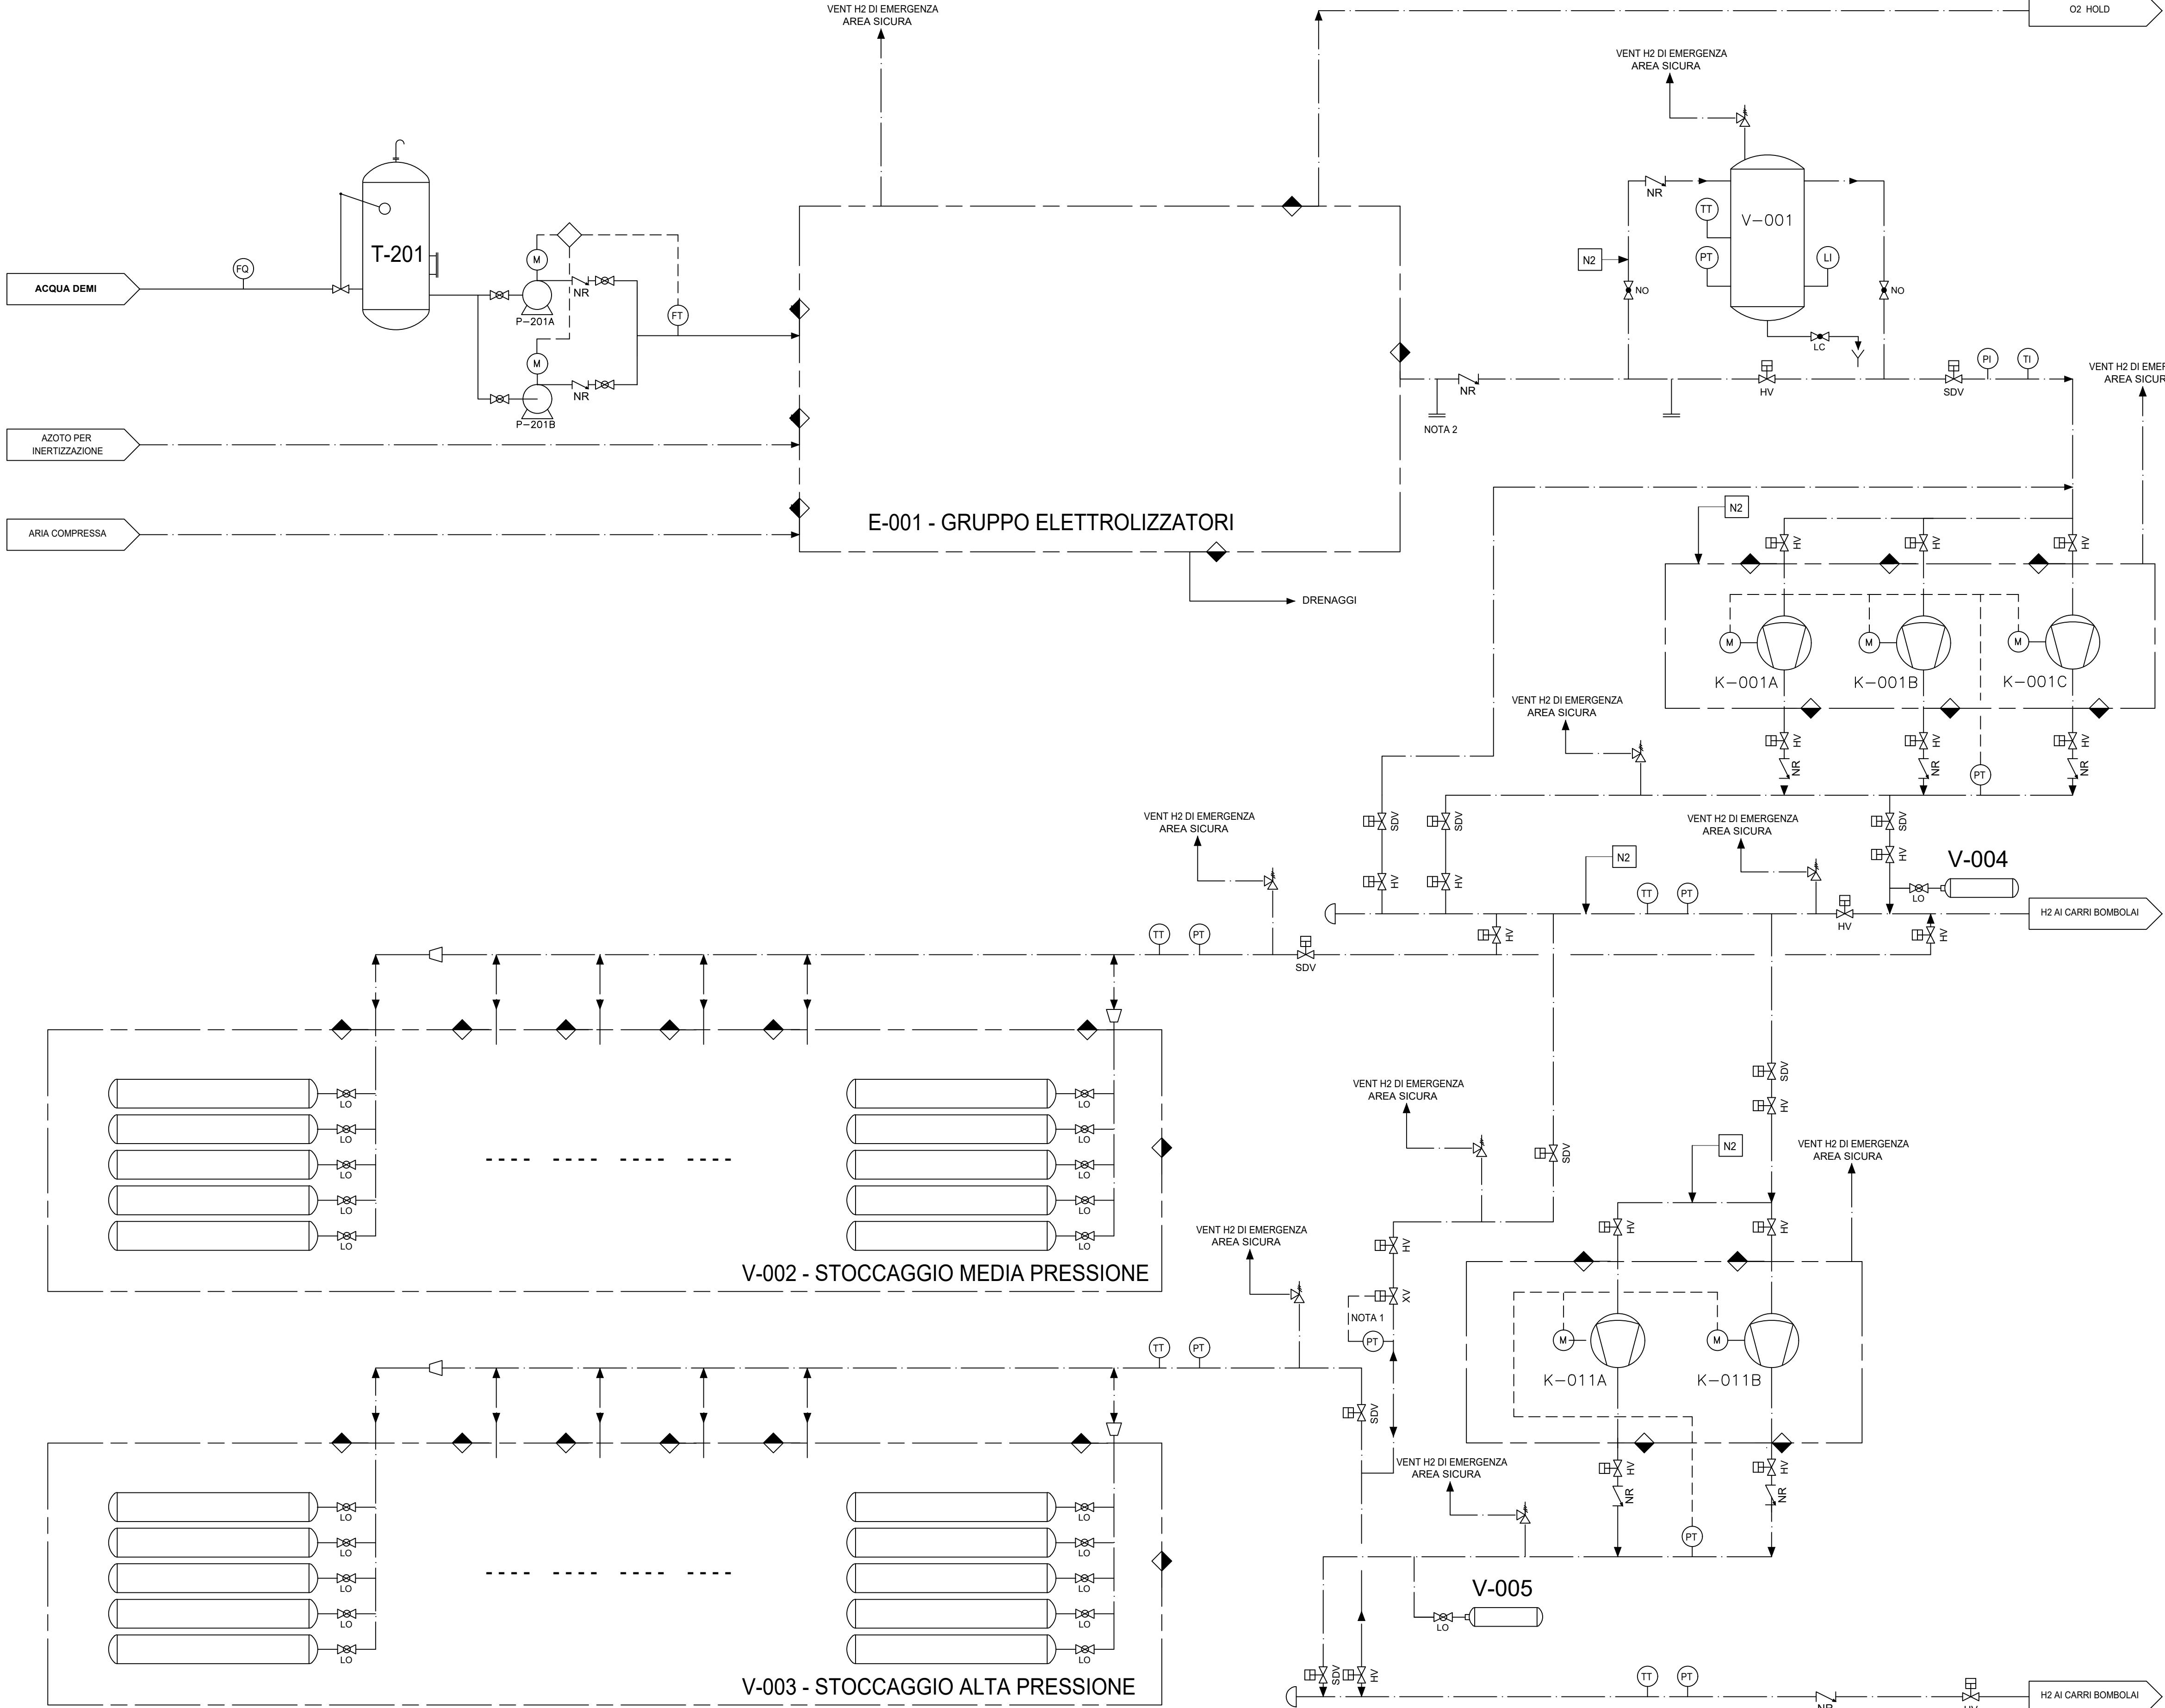 VENT H2 DI EMERGENZA
AREA SICURA
O2 HOLD
VENT H2 DI EMERGENZA
AREA SICURA
NR
TT
V-001
T-201
M
N2
PT
LI
FQ
ACQUA DEMI
NR
NO
NO
P-201A
FT
LC
M
PI
TI
VENT H2 DI EMER
AREA SICUR
NR
HV
SDV
NR
P-201B
NOTA 2
AZOTO PER
INERTIZZAZIONE
N2
E-001 - GRUPPO ELETTROLIZZATORI
ARIA COMPRESSA
HV
HV
HV
DRENAGGI
M
M
M
K-001A
K-001B
K-001C
VENT H2 DI EMERGENZA
AREA SICURA
HV
HV
HV
NR
NR
PT
NR
VENT H2 DI EMERGENZA
AREA SICURA
SDV
SDV
VENT H2 DI EMERGENZA
AREA SICURA
SDV
HV
N2
V-004
HV
HV
TT
PT
LO
H2 AI CARRI BOMBOLAI
HV
TT
PT
HV
HV
SDV
SDV
VENT H2 DI EMERGENZA
AREA SICURA
HV
LO
LO
LO
LO
SDV
N2
VENT H2 DI EMERGENZA
AREA SICURA
LO
LO
LO
LO
LO
LO
VENT H2 DI EMERGENZA
AREA SICURA
HV
HV
HV
V-002 - STOCCAGGIO MEDIA PRESSIONE
XV
NOTA 1
PT
M
M
TT
PT
K-011A
K-011B
SDV
VENT H2 DI EMERGENZA
AREA SICURA
HV
HV
NR
NR
LO
LO
LO
LO
PT
LO
LO
LO
LO
LO
LO
V-005
LO
V-003 - STOCCAGGIO ALTA PRESSIONE
SDV
HV
TT
PT
H2 AI CARRI BOMBOLAI
NR
HV